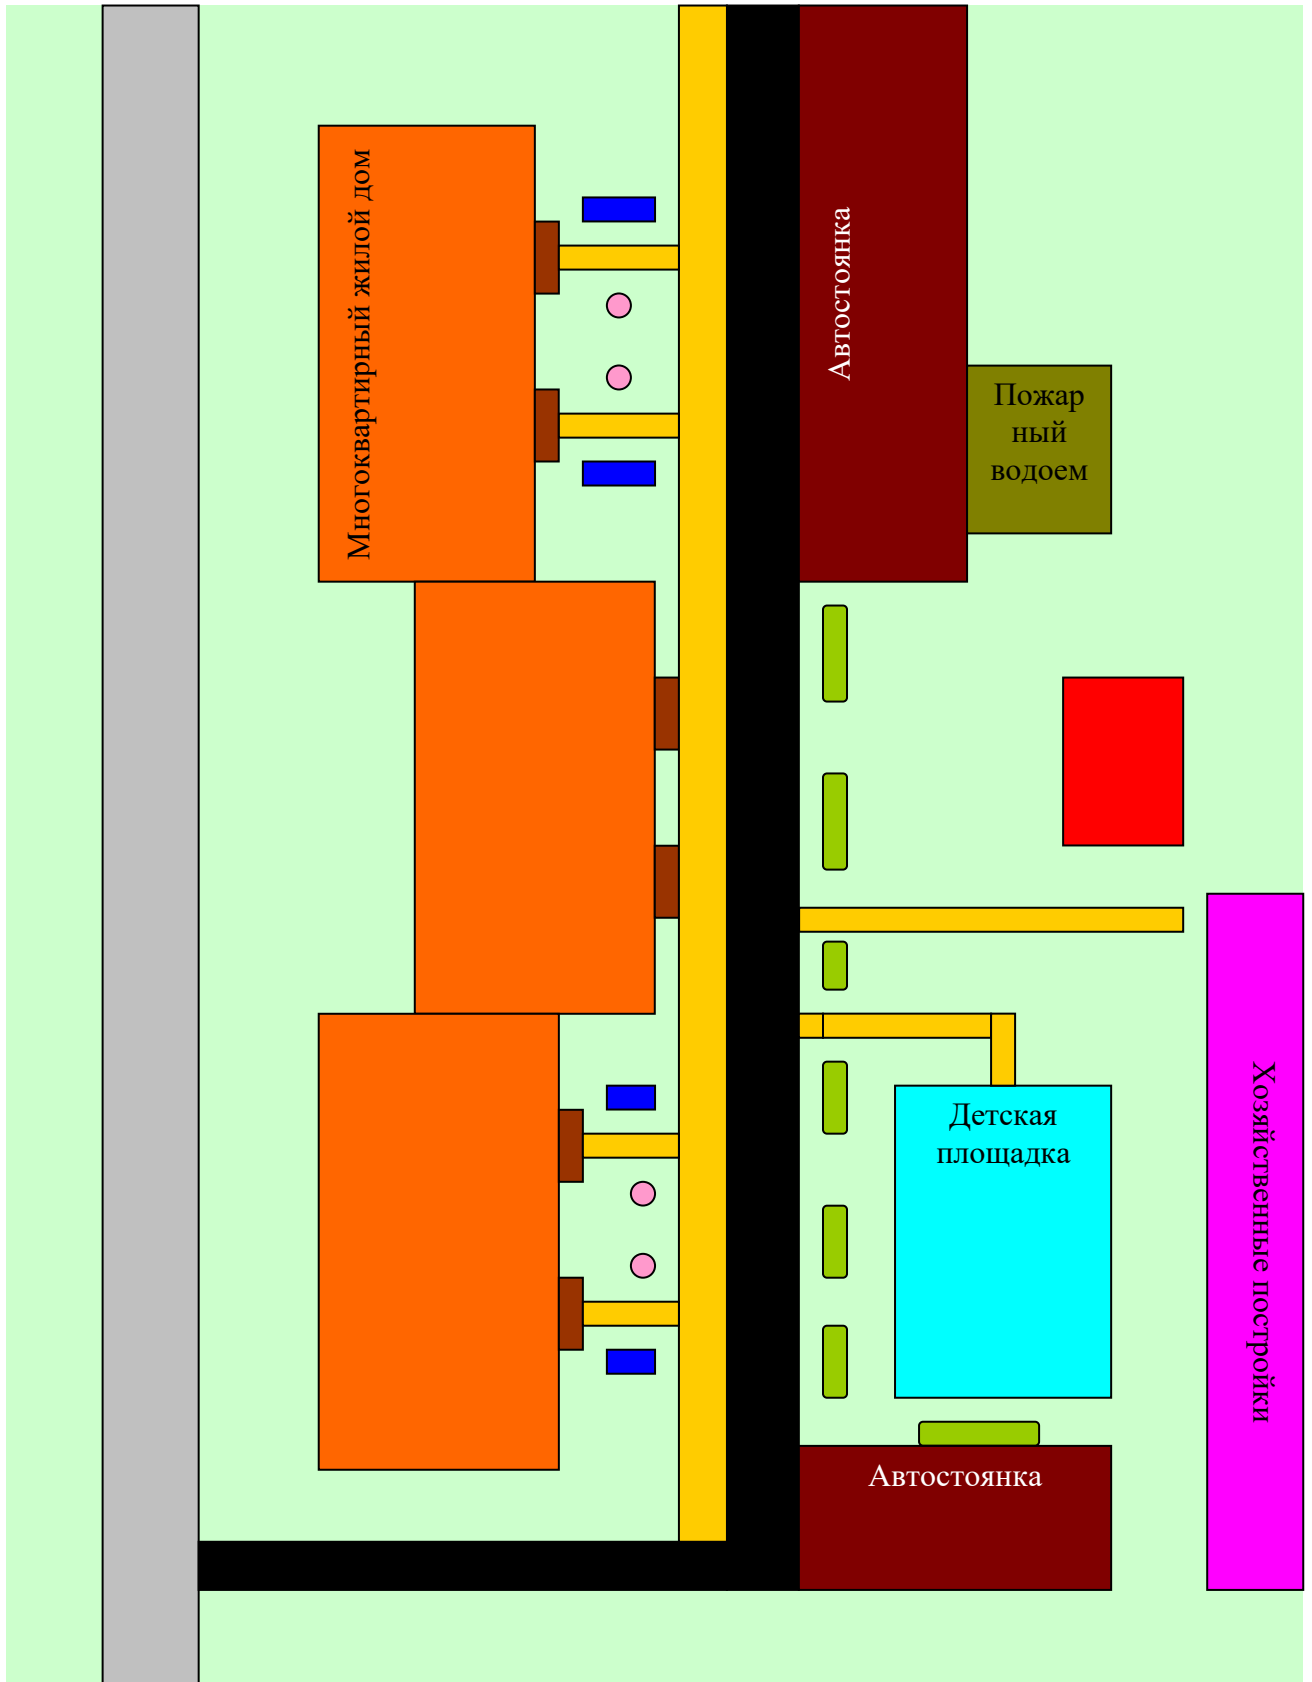 Многоквартирный жилой дом
Автостоянка
Пожар
ный
водоем
Детская
площадка
Хозяйственные постройки
Автостоянка